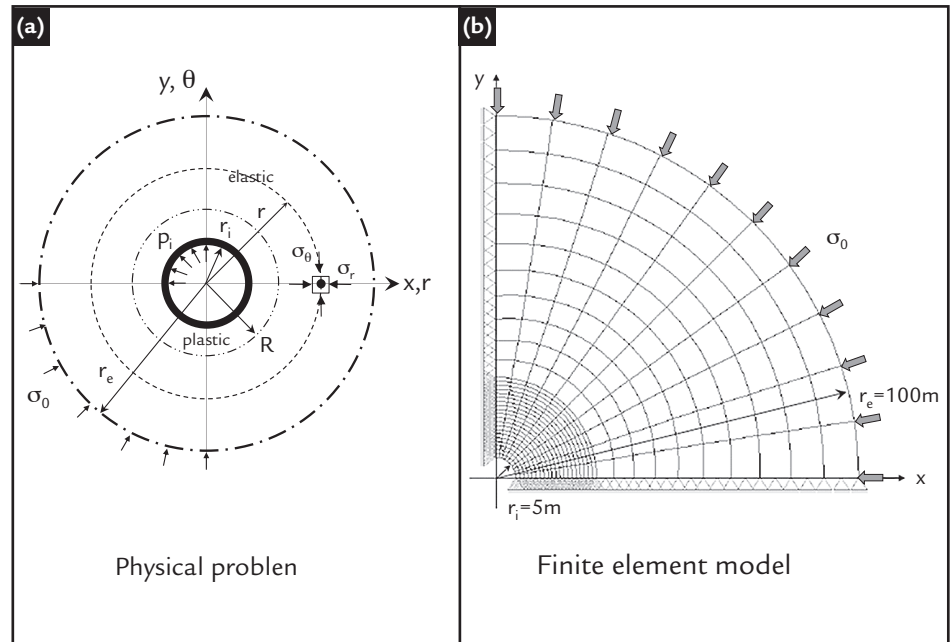 (a)
y, θ
elastic
r
p_i
r_i
σ_θ
σ_r
x,r
plastic
R
r_e
σ_0
Physical problen
(b)
y
σ_0
r_e=100m
x
r_i=5m
Finite element model